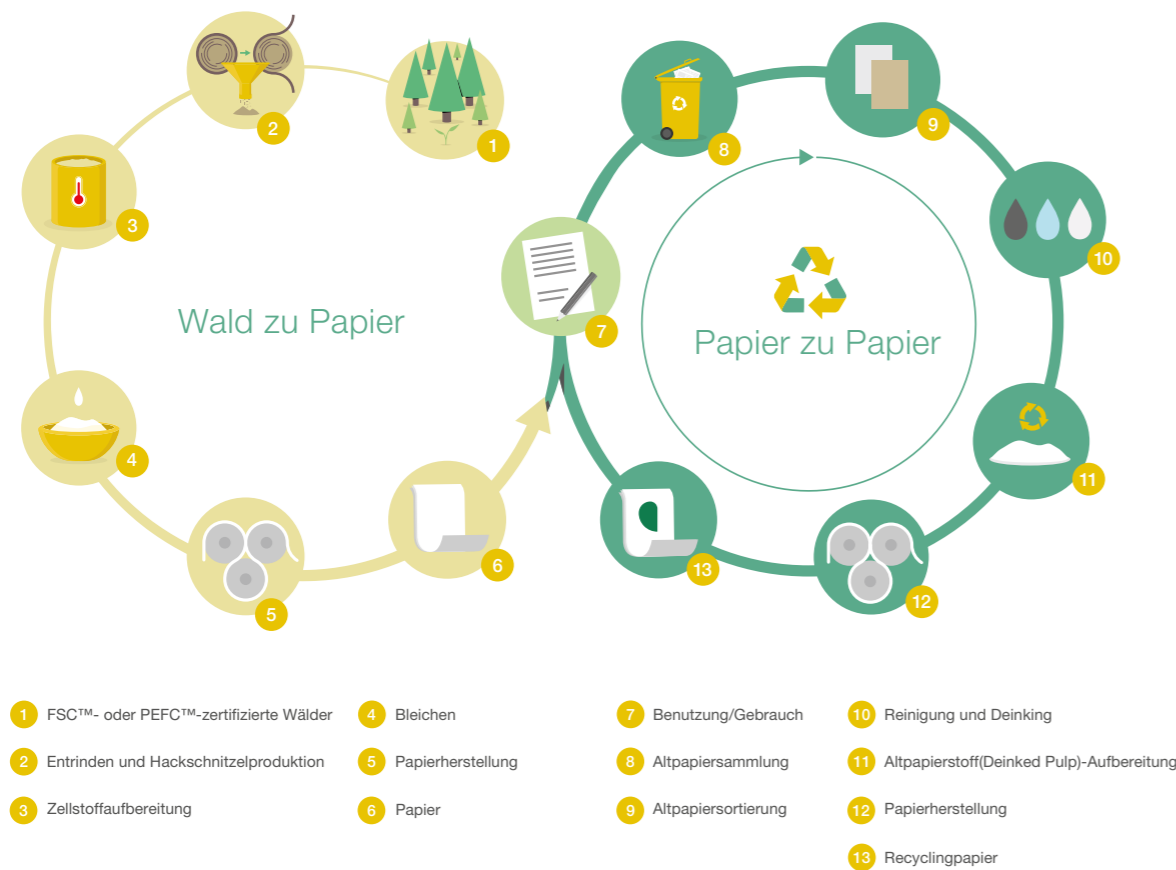 2
1
8
9
3
10
Wald zu Papier
7
Papier zu Papier
4
11
6
13
12
5
1 FSC™- oder PEFC™-zertifizierte Wälder
2 Entrinden und Hackschnitzelproduktion
3 Zellstoffaufbereitung
4 Bleichen
5 Papierherstellung
6 Papier
7 Benutzung/Gebrauch
8 Altpapiersammlung
9 Altpapiersortierung
10 Reinigung und Deinking
11 Altpapierstoff(Deinked Pulp)-Aufbereitung
12 Papierherstellung
13 Recyclingpapier